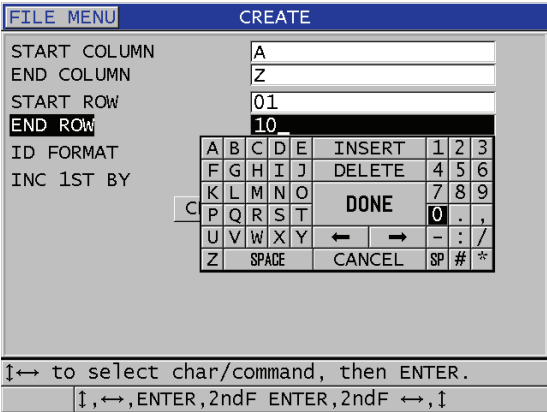 FILE MENU CREATE
START COLUMN A
END COLUMN Z
START ROW 01
END ROW 10_
ID FORMAT
INC 1ST BY
A B C D E INSERT 1 2 3
F G H I J DELETE 4 5 6
K L M N O DONE 7 8 9
C
P Q R S T 0 . ,
U V W X Y ← → - : /
Z SPACE CANCEL SP # *
↕↔ to select char/command, then ENTER.
↕,↔,ENTER,2ndF ENTER,2ndF ↔,↕